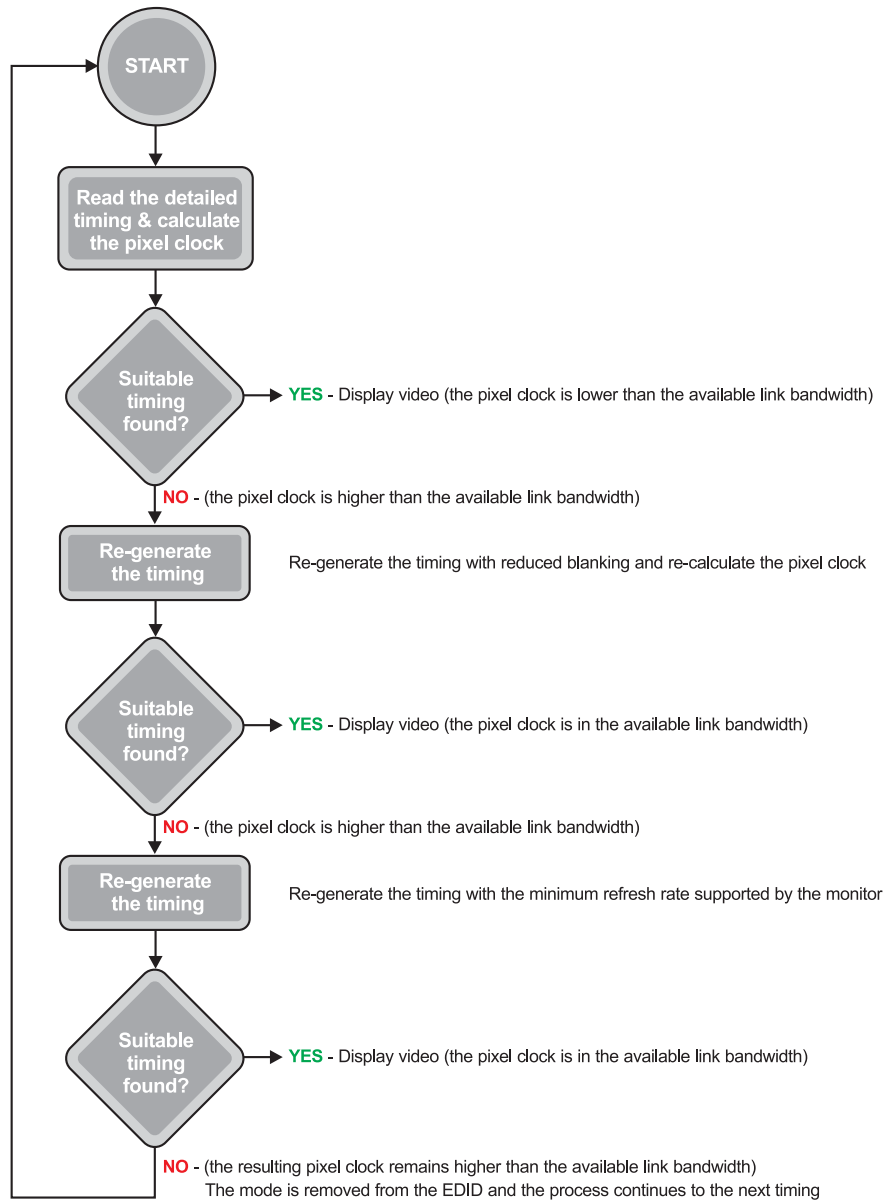 START
Read the detailed
timing & calculate
the pixel clock
Suitable
timing
found?
YES - Display video (the pixel clock is lower than the available link bandwidth)
NO - (the pixel clock is higher than the available link bandwidth)
Re-generate
the timing
Re-generate the timing with reduced blanking and re-calculate the pixel clock
Suitable
timing
found?
YES - Display video (the pixel clock is in the available link bandwidth)
NO - (the pixel clock is higher than the available link bandwidth)
Re-generate
the timing
Re-generate the timing with the minimum refresh rate supported by the monitor
Suitable
timing
found?
YES - Display video (the pixel clock is in the available link bandwidth)
NO - (the resulting pixel clock remains higher than the available link bandwidth)
The mode is removed from the EDID and the process continues to the next timing